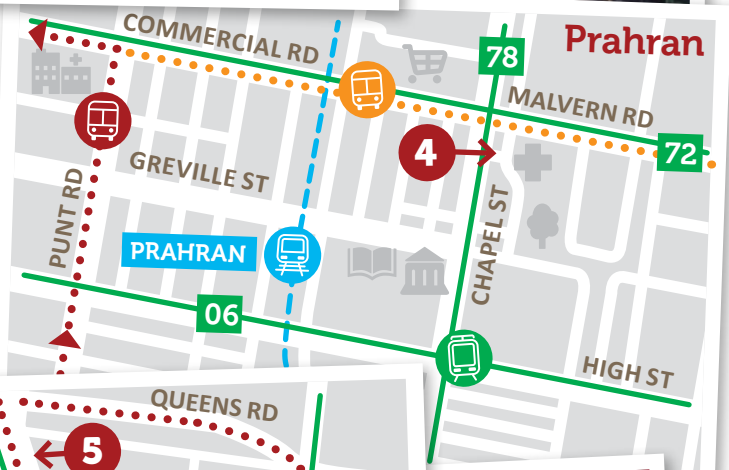 COMMERCIAL RD
Prahran
78
MALVERN RD
72
4
GREVILLE ST
PUNT RD
PRAHRAN
CHAPEL ST
06
HIGH ST
QUEENS RD
5